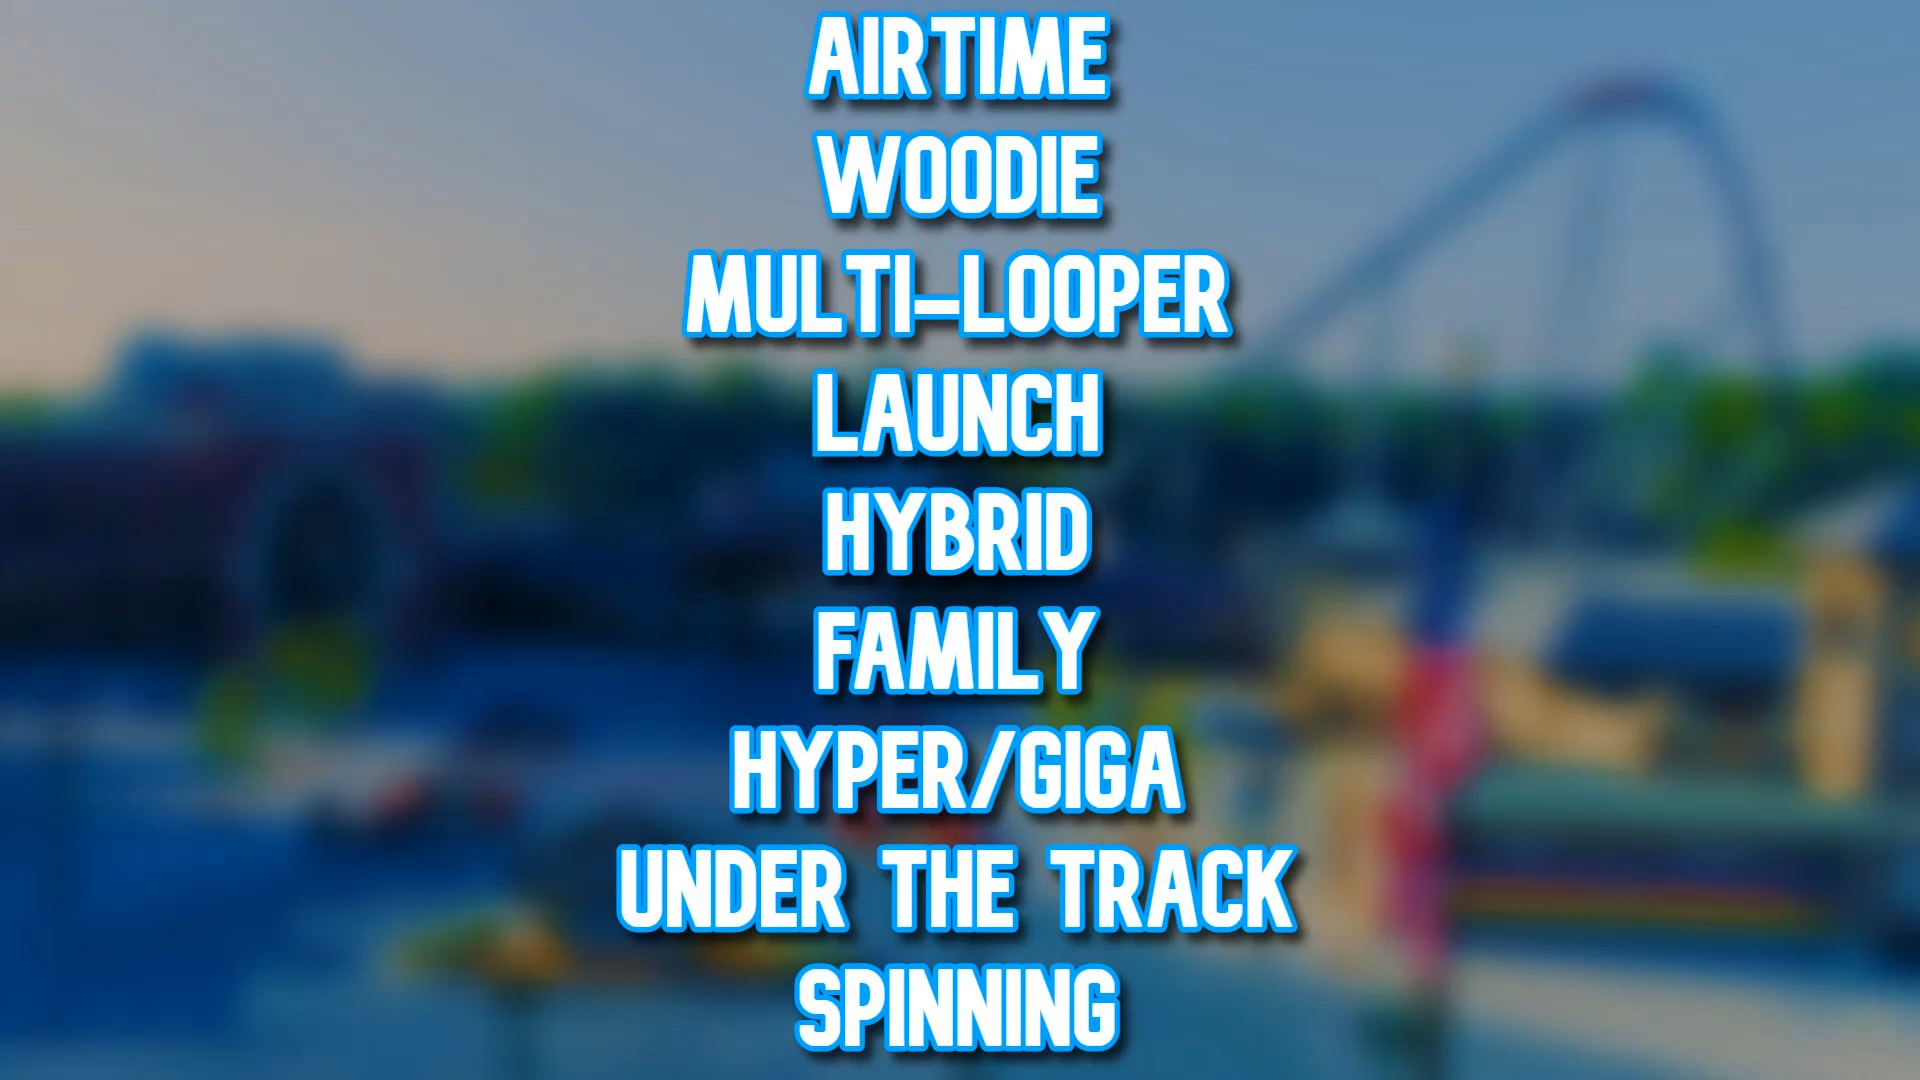 AIRTIME
WOODIE
MULTI-LOOPER
LAUNCH
HYBRID
FAMILY
HYPER/GIGA
UNDER THE TRACK
SPINNING